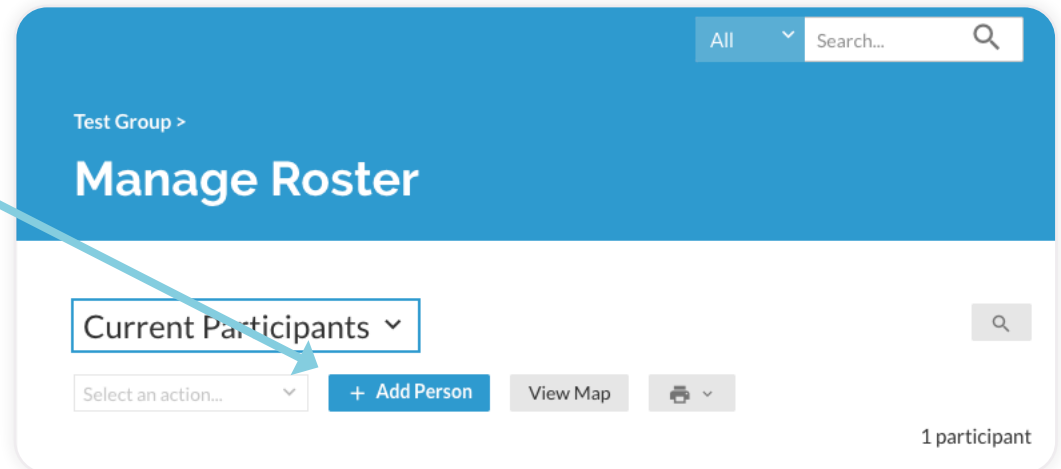 All Search...
Test Group >
Manage Roster
Current Participants
Select an action... + Add Person View Map
1 participant